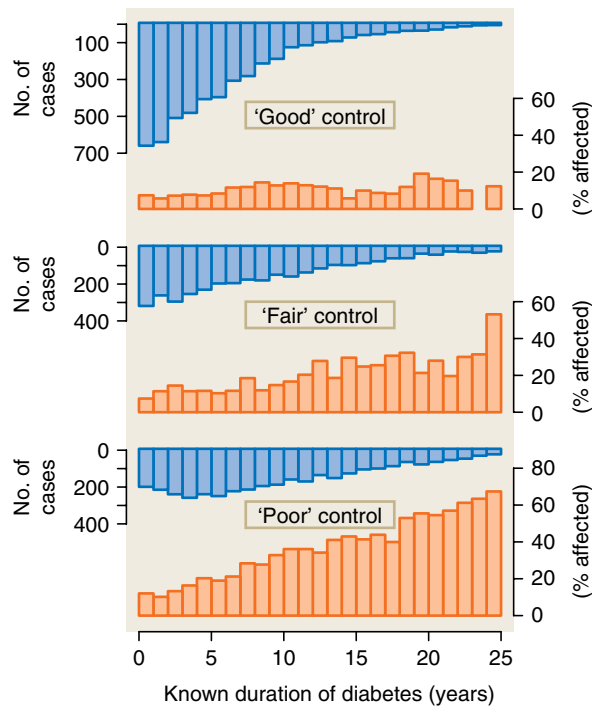 No. of
cases
100
300
500
700
'Good' control
60
40
20
0
(% affected)
No. of
cases
0
200
400
'Fair' control
60
40
20
0
(% affected)
No. of
cases
0
200
400
'Poor' control
80
60
40
20
0
(% affected)
0 5 10 15 20 25
Known duration of diabetes (years)